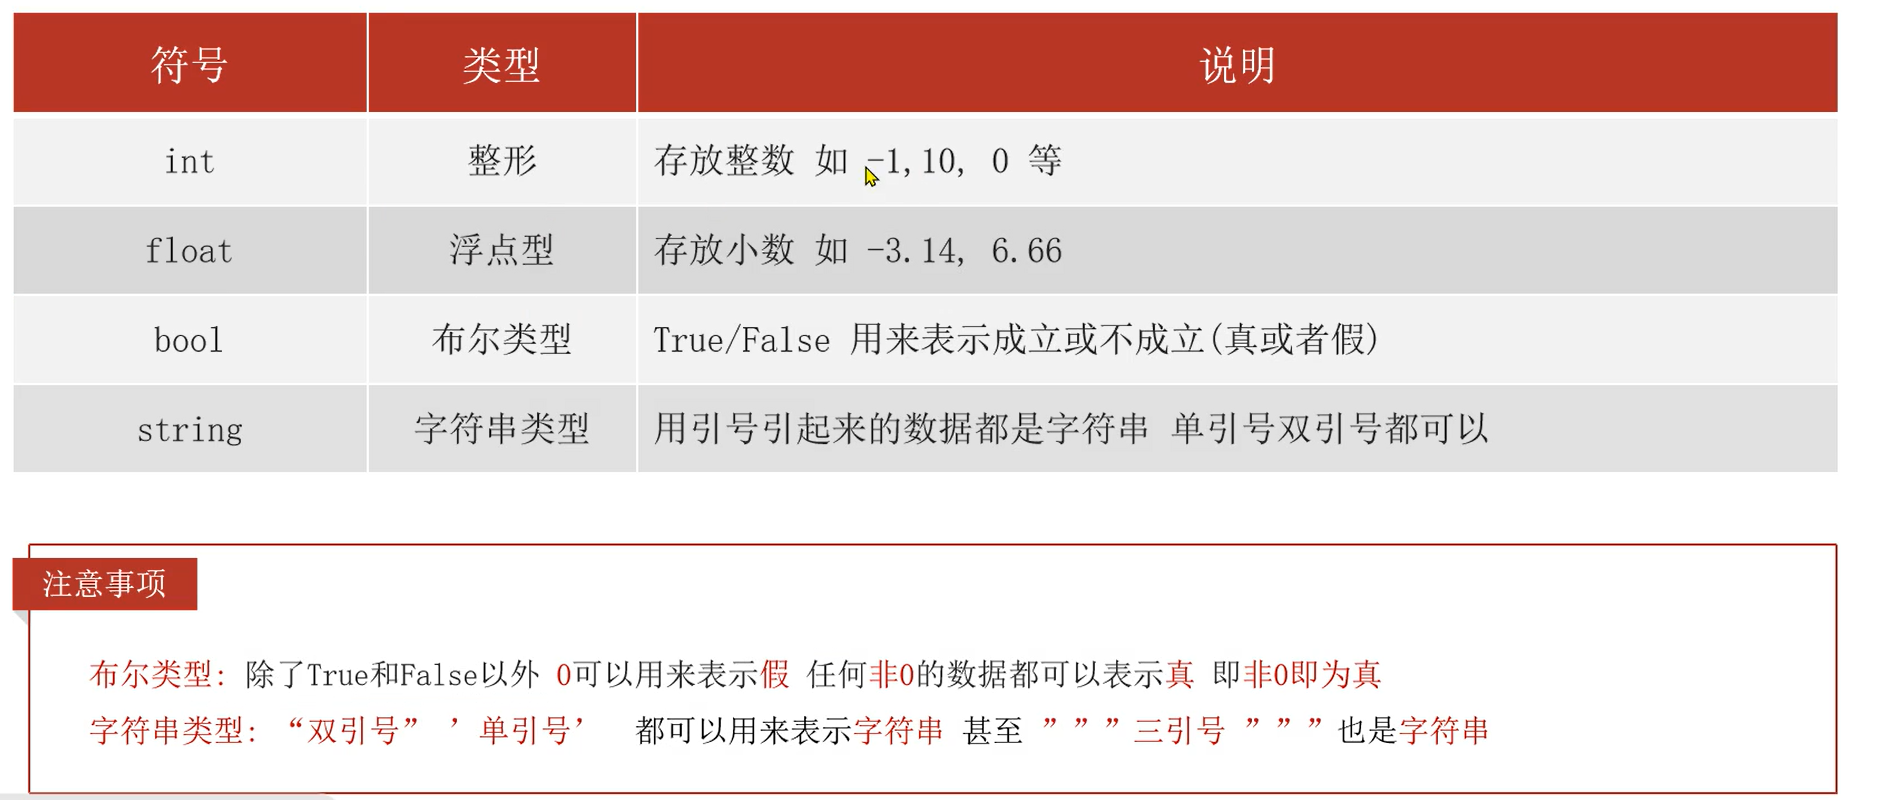 符号 类型 说明
int 整形 存放整数 如 -1,10, 0 等
float 浮点型 存放小数 如 -3.14, 6.66
bool 布尔类型 True/False 用来表示成立或不成立(真或者假)
string 字符串类型 用引号引起来的数据都是字符串 单引号双引号都可以
注意事项
布尔类型: 除了True和False以外 0可以用来表示假 任何非0的数据都可以表示真 即非0即为真
字符串类型: “双引号” ’单引号’ 都可以用来表示字符串 甚至 ”””三引号 ”””也是字符串